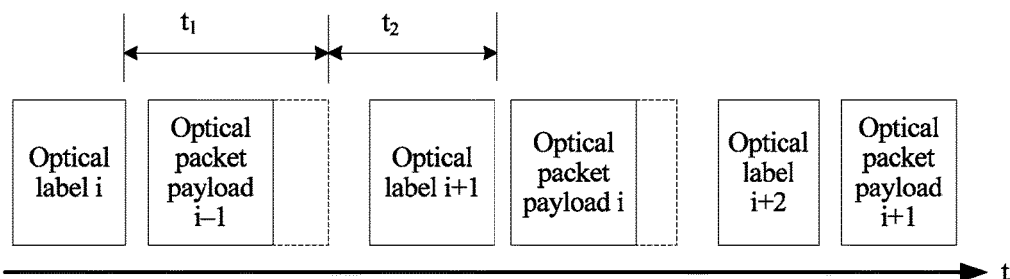 t1
t2
Optical
label i
Optical
packet
payload
i–1
Optical
label i+1
Optical
packet
payload i
Optical
label
i+2
Optical
packet
payload
i+1
t